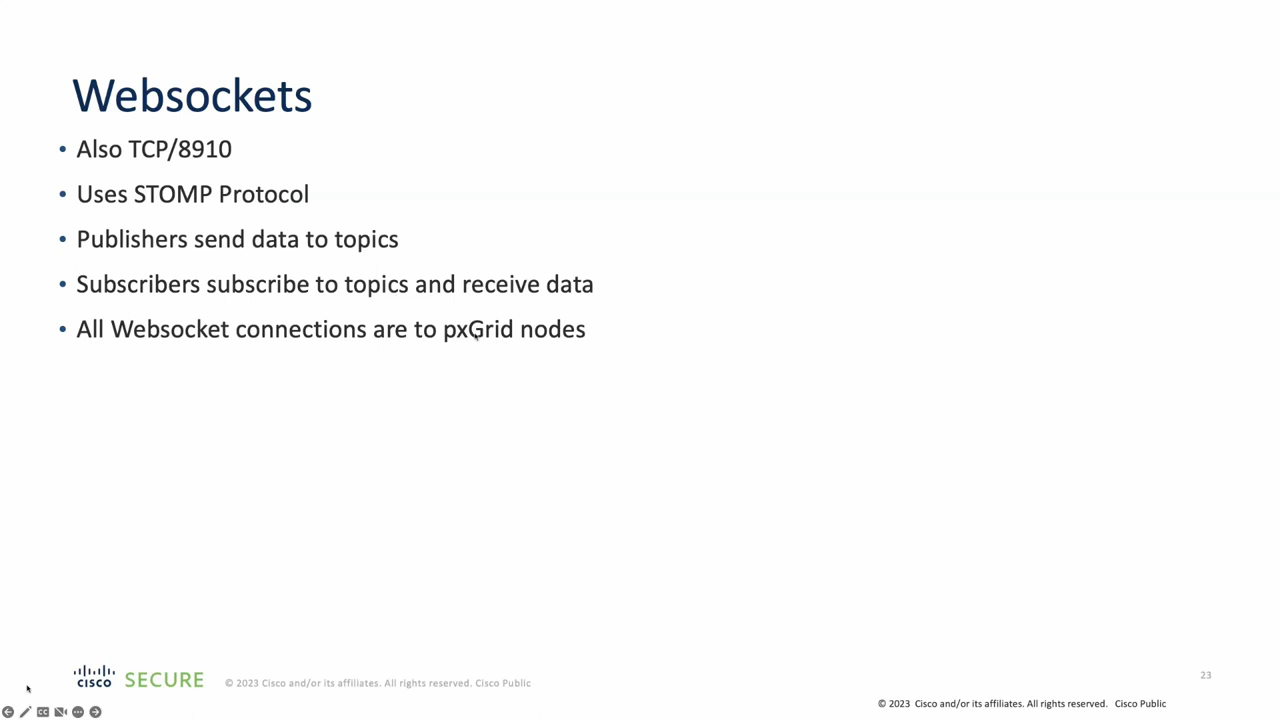 Websockets
• Also TCP/8910
• Uses STOMP Protocol
• Publishers send data to topics
• Subscribers subscribe to topics and receive data
• All Websocket connections are to pxGrid nodes
CISCO SECURE © 2023 Cisco and/or its affiliates. All rights reserved. Cisco Public
23
© 2023 Cisco and/or its affiliates. All rights reserved. Cisco Public
CC